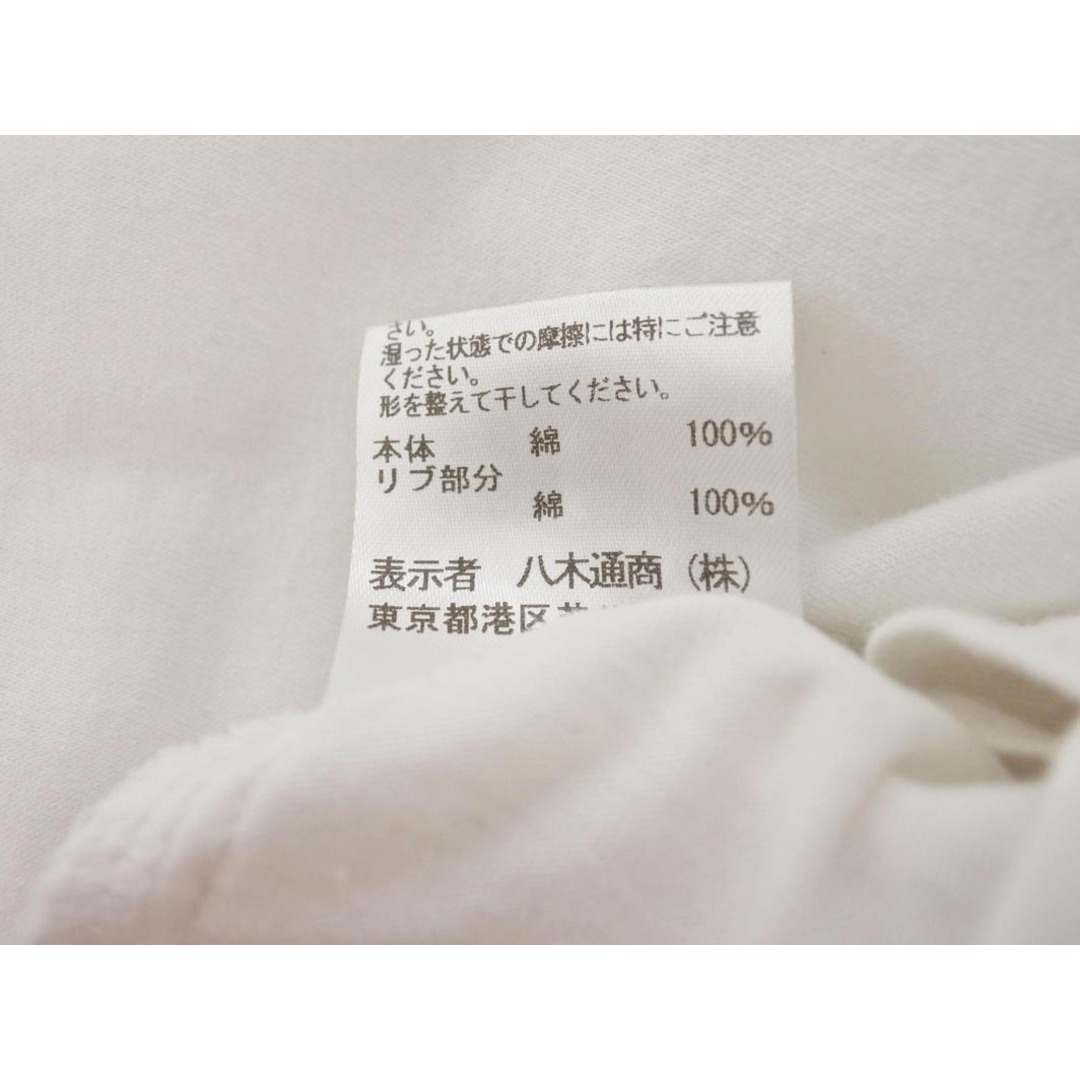 さい。
湿った状態での摩擦には特にご注意
ください。
形を整えて干してください。
本体 綿 100%
リブ部分
綿 100%
表示者 八木通商(株)
東京都港区